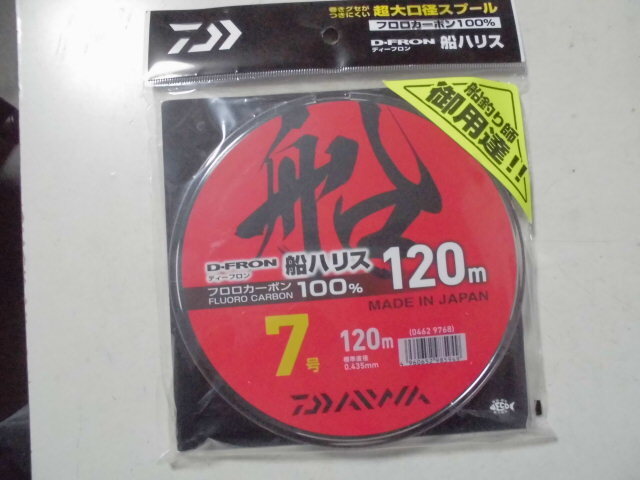 巻きグセが
つきにくい
超大口径スプール
フロロカーボン100%
D-FRON 船ハリス
ディーフロン
船釣り師
御用達!!
船
D-FRON 船ハリス 120m
ディーフロン
フロロカーボン 100%
FLUORO CARBON
MADE IN JAPAN
7号
120m
標準直径
0.435mm
(0462 9768)
DAIWA